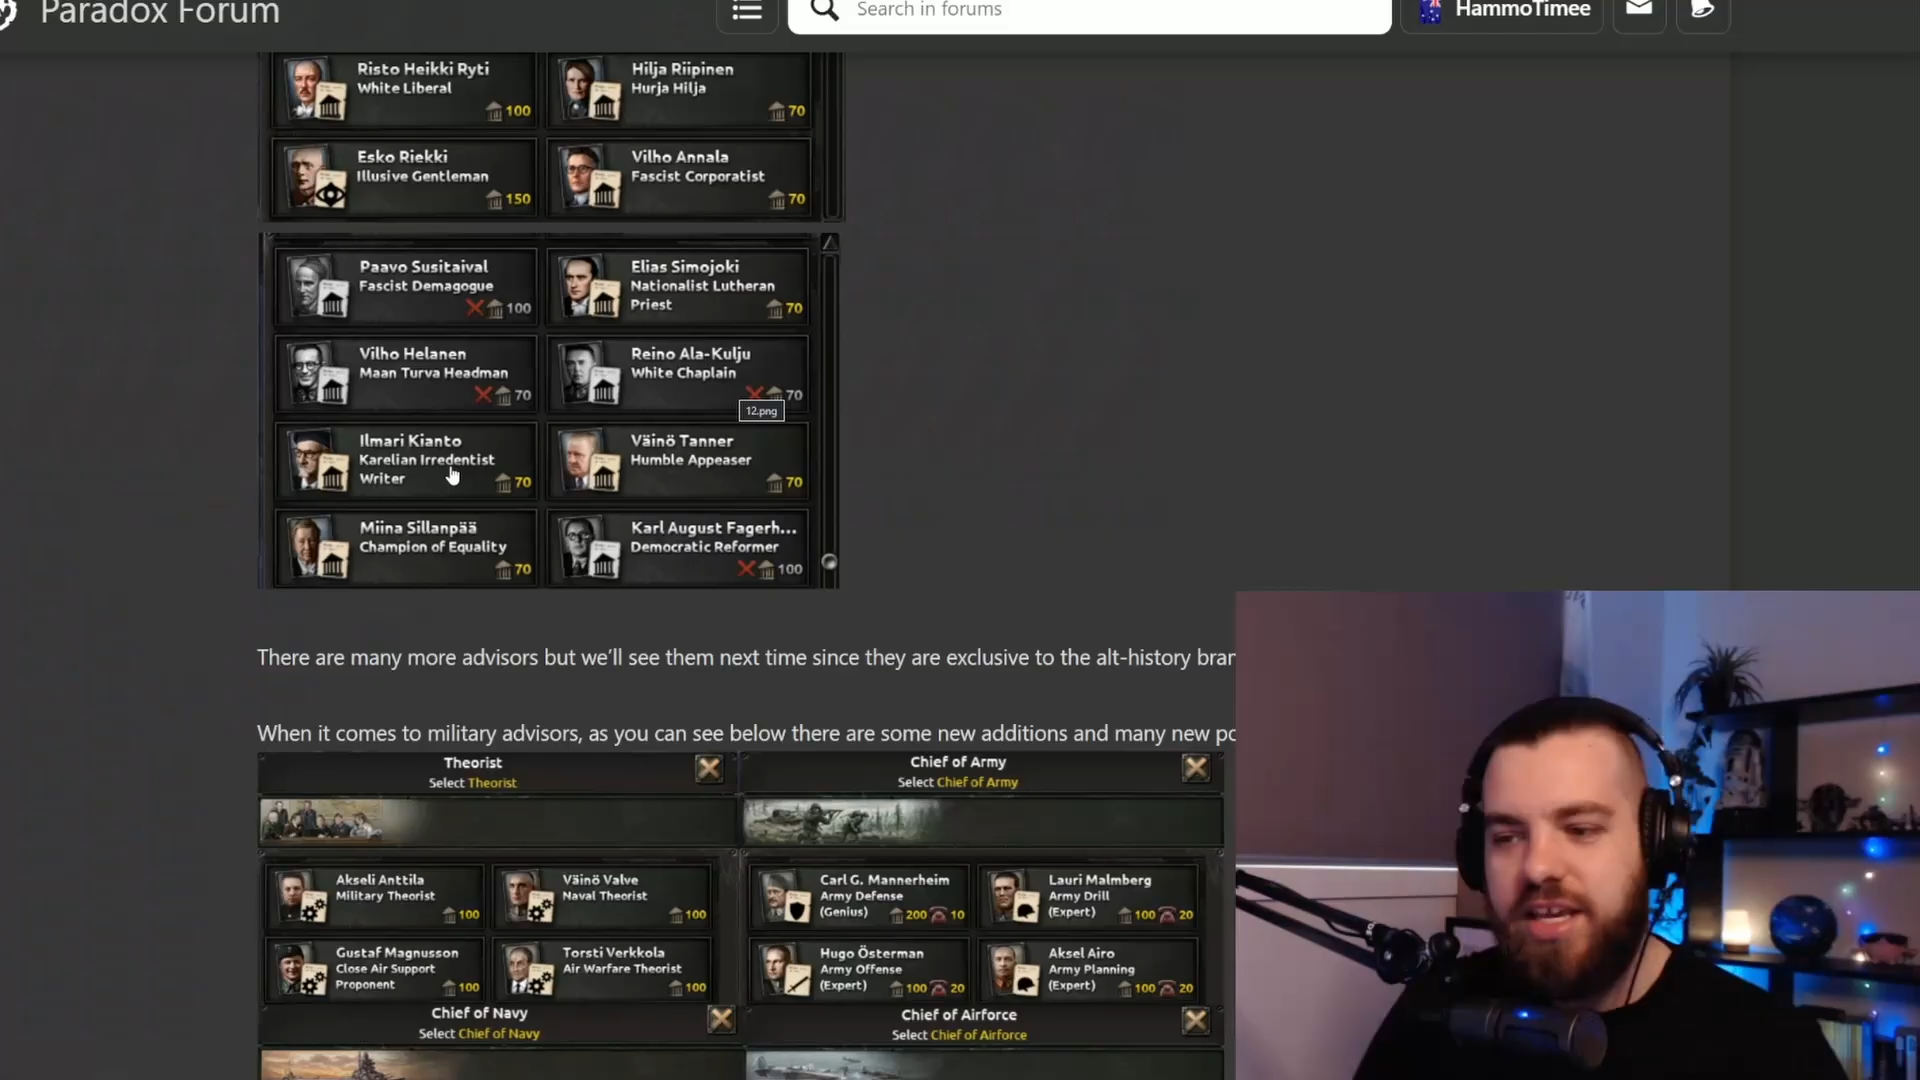 Paradox Forum
Search in forums
HammoTimee
Risto Heikki Ryti
White Liberal
100
Hilja Riipinen
Hurja Hilja
70
Esko Riekki
Illusive Gentleman
150
Vilho Annala
Fascist Corporatist
70
Paavo Susitaival
Fascist Demagogue
100
Elias Simojoki
Nationalist Lutheran
Priest
70
Vilho Helanen
Maan Turva Headman
70
Reino Ala-Kulju
White Chaplain
70
12.png
Ilmari Kianto
Karelian Irredentist
Writer
70
Väinö Tanner
Humble Appeaser
70
Miina Sillanpää
Champion of Equality
70
Karl August Fagerh...
Democratic Reformer
100
There are many more advisors but we'll see them next time since they are exclusive to the alt-history
When it comes to military advisors, as you can see below there are some new additions and many new
Theorist
Select Theorist
Chief of Army
Select Chief of Army
Akseli Anttila
Military Theorist
100
Väinö Valve
Naval Theorist
100
Carl G. Mannerheim
Army Defense
(Genius) 200 10
Lauri Malmberg
Army Drill
(Expert) 100 20
Gustaf Magnusson
Close Air Support
Proponent 100
Torsti Verkkola
Air Warfare Theorist
100
Hugo Österman
Army Offense
(Expert) 100 20
Aksel Airo
Army Planning
(Expert) 100 20
Chief of Navy
Select Chief of Navy
Chief of Airforce
Select Chief of Airforce